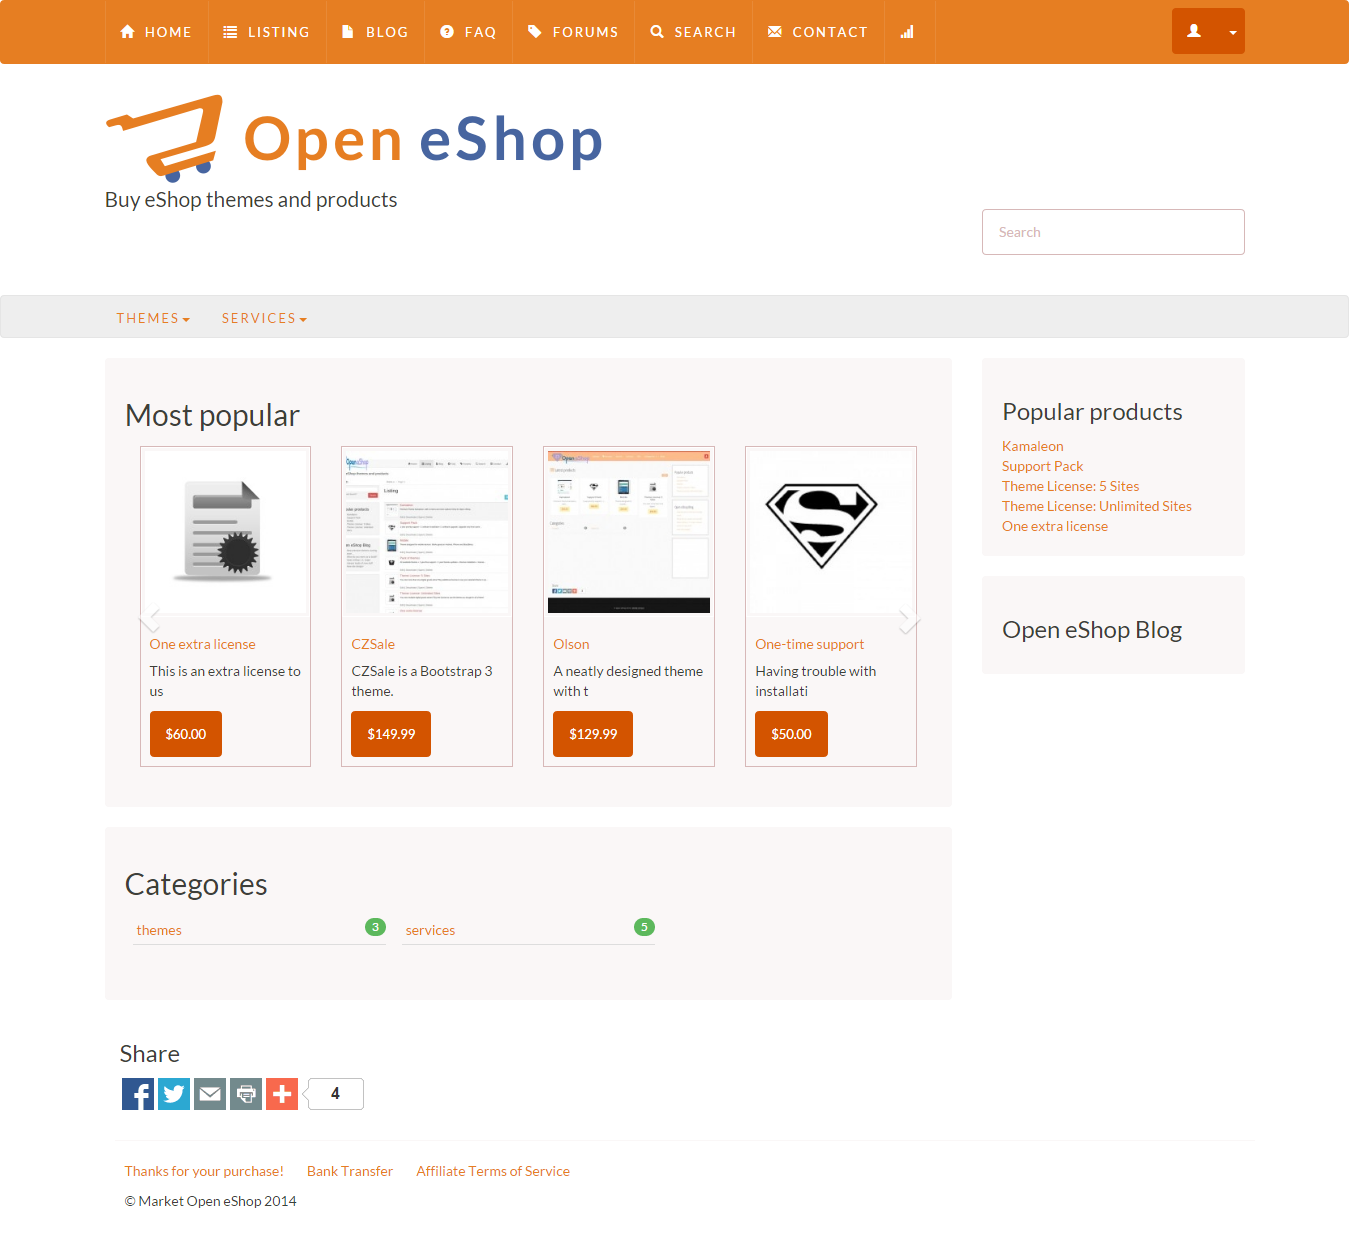 HOME LISTING BLOG FAQ FORUMS SEARCH CONTACT
Open eShop
Buy eShop themes and products
Search
THEMES SERVICES
Most popular
One extra license
This is an extra license to
us
$60.00
CZSale
CZSale is a Bootstrap 3
theme.
$149.99
Olson
A neatly designed theme
with t
$129.99
One-time support
Having trouble with
installati
$50.00
Popular products
Kamaleon
Support Pack
Theme License: 5 Sites
Theme License: Unlimited Sites
One extra license
Open eShop Blog
Categories
themes 3 services 5
Share
4
Thanks for your purchase! Bank Transfer Affiliate Terms of Service
© Market Open eShop 2014